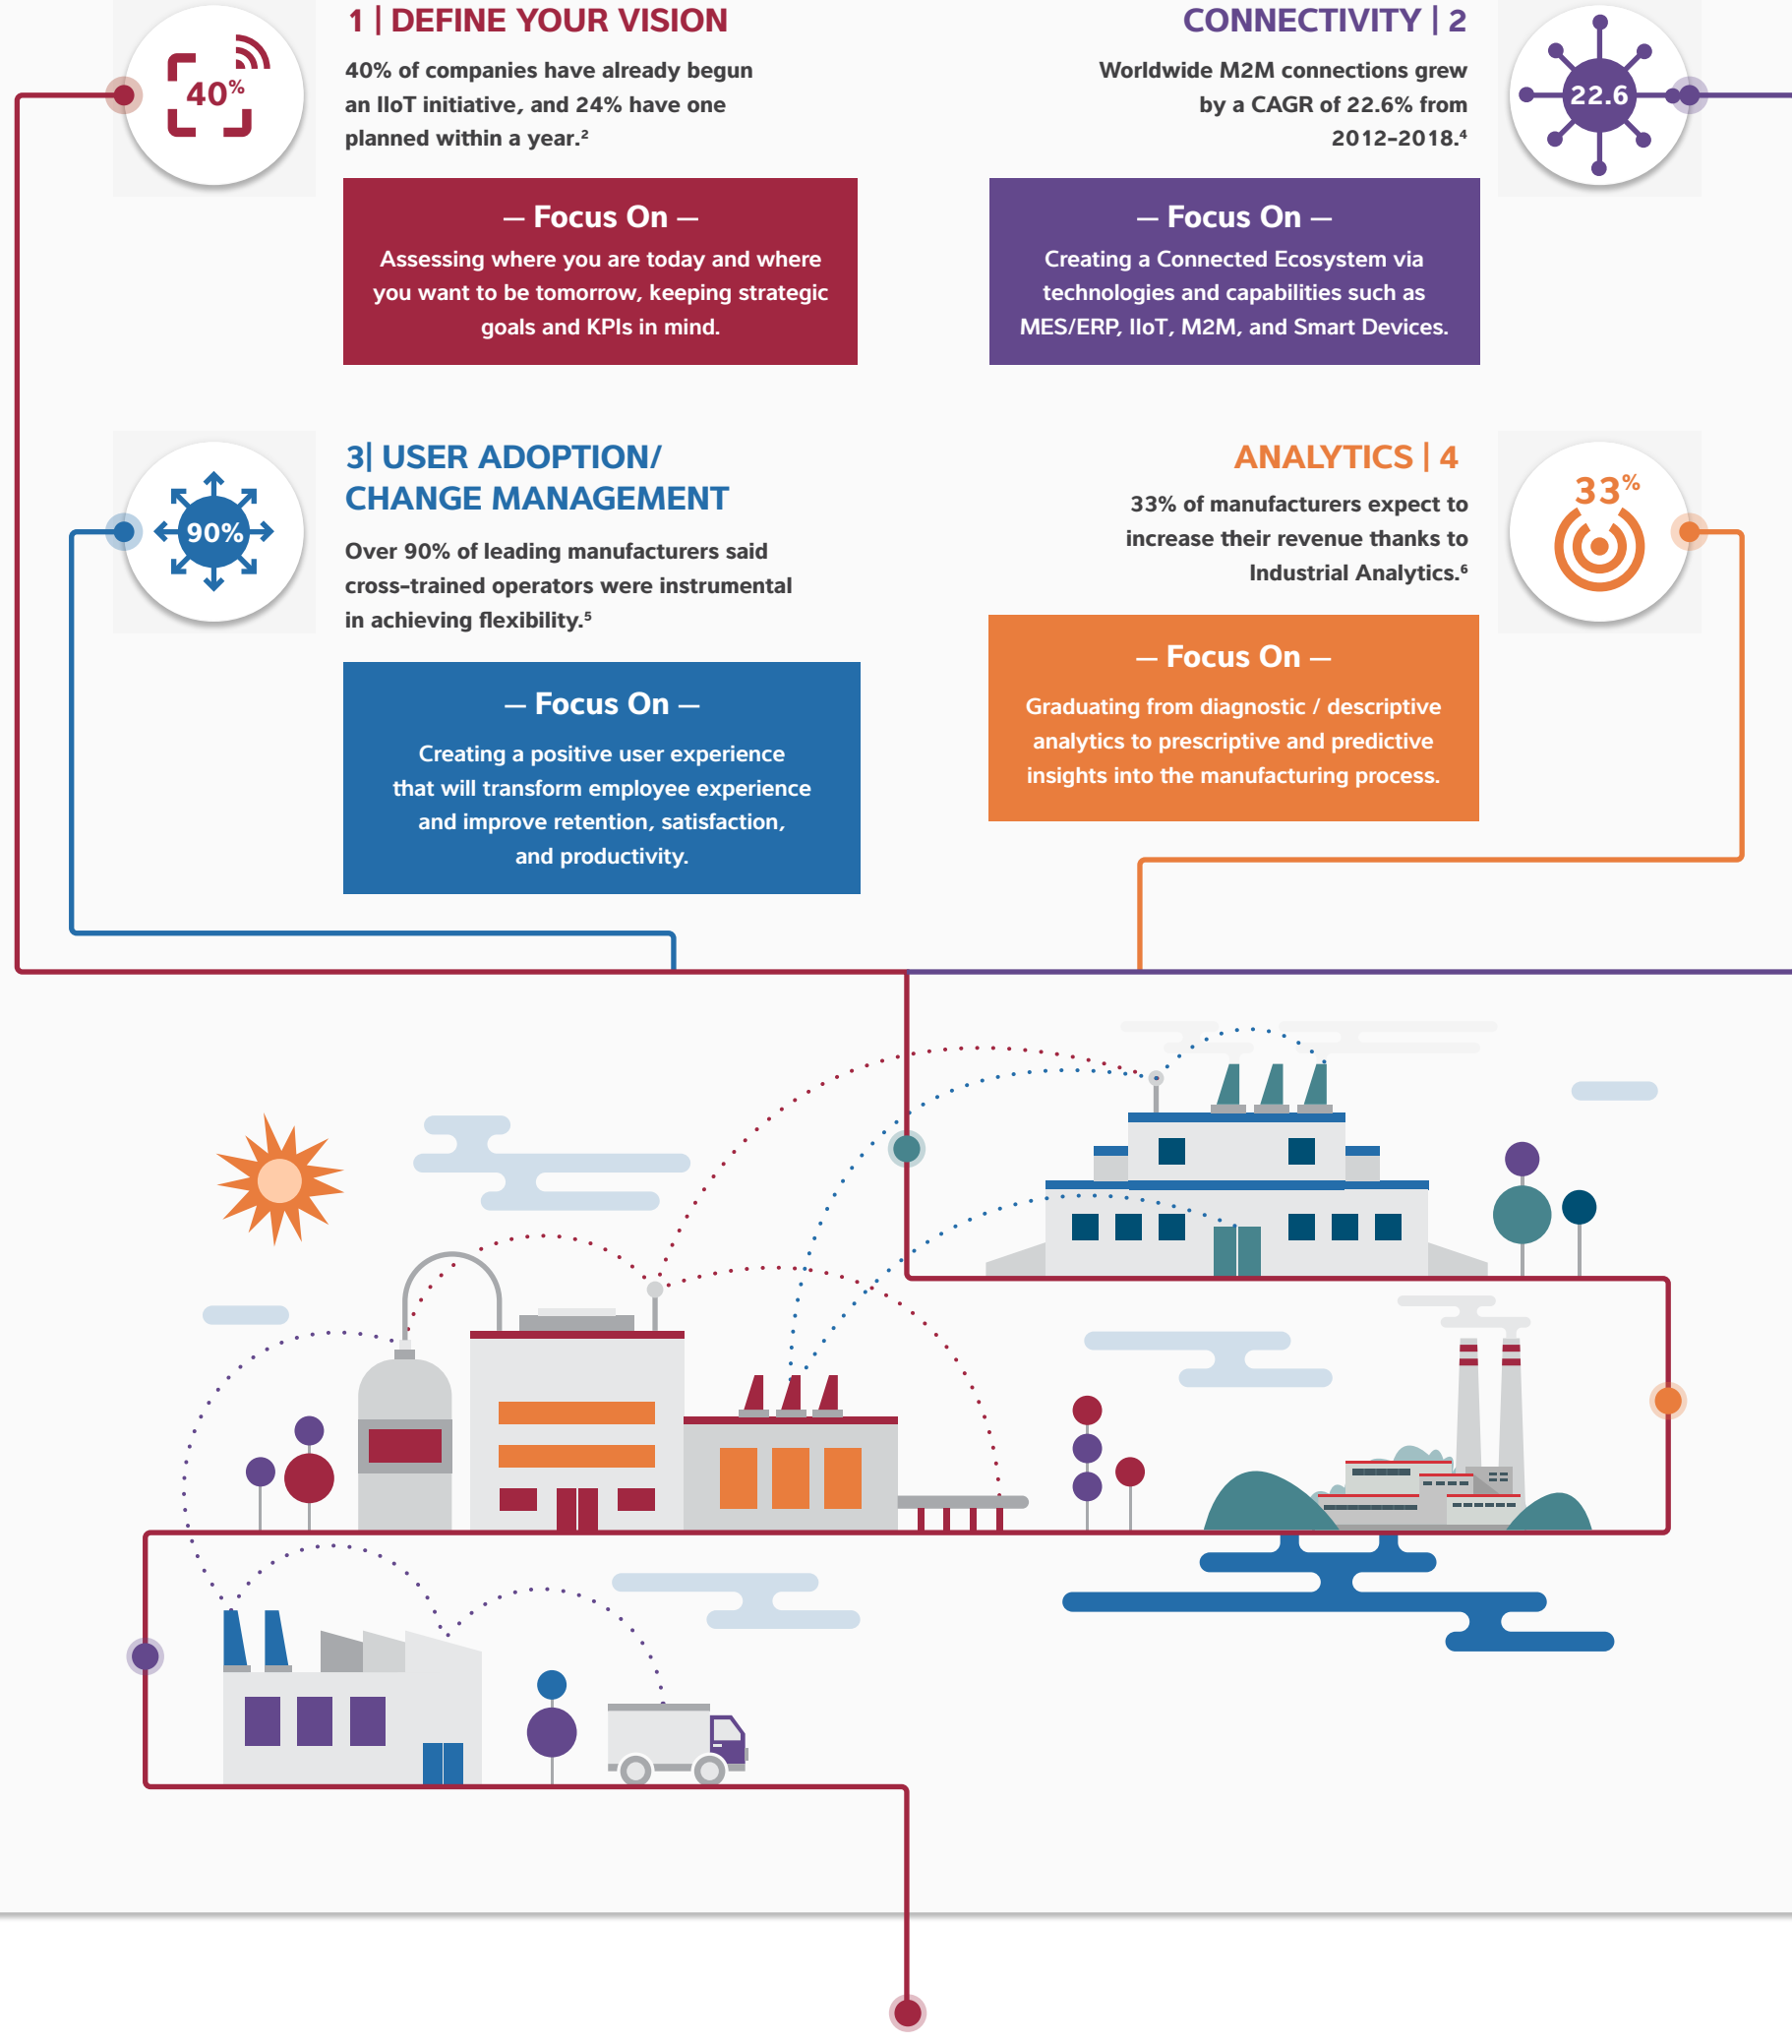 40%
1 | DEFINE YOUR VISION
40% of companies have already begun
an IIoT initiative, and 24% have one
planned within a year.²
— Focus On —
Assessing where you are today and where
you want to be tomorrow, keeping strategic
goals and KPIs in mind.
CONNECTIVITY | 2
22.6
Worldwide M2M connections grew
by a CAGR of 22.6% from
2012-2018.⁴
— Focus On —
Creating a Connected Ecosystem via
technologies and capabilities such as
MES/ERP, IIoT, M2M, and Smart Devices.
90%
3| USER ADOPTION/
CHANGE MANAGEMENT
Over 90% of leading manufacturers said
cross-trained operators were instrumental
in achieving flexibility.⁵
— Focus On —
Creating a positive user experience
that will transform employee experience
and improve retention, satisfaction,
and productivity.
ANALYTICS | 4
33%
33% of manufacturers expect to
increase their revenue thanks to
Industrial Analytics.⁶
— Focus On —
Graduating from diagnostic / descriptive
analytics to prescriptive and predictive
insights into the manufacturing process.